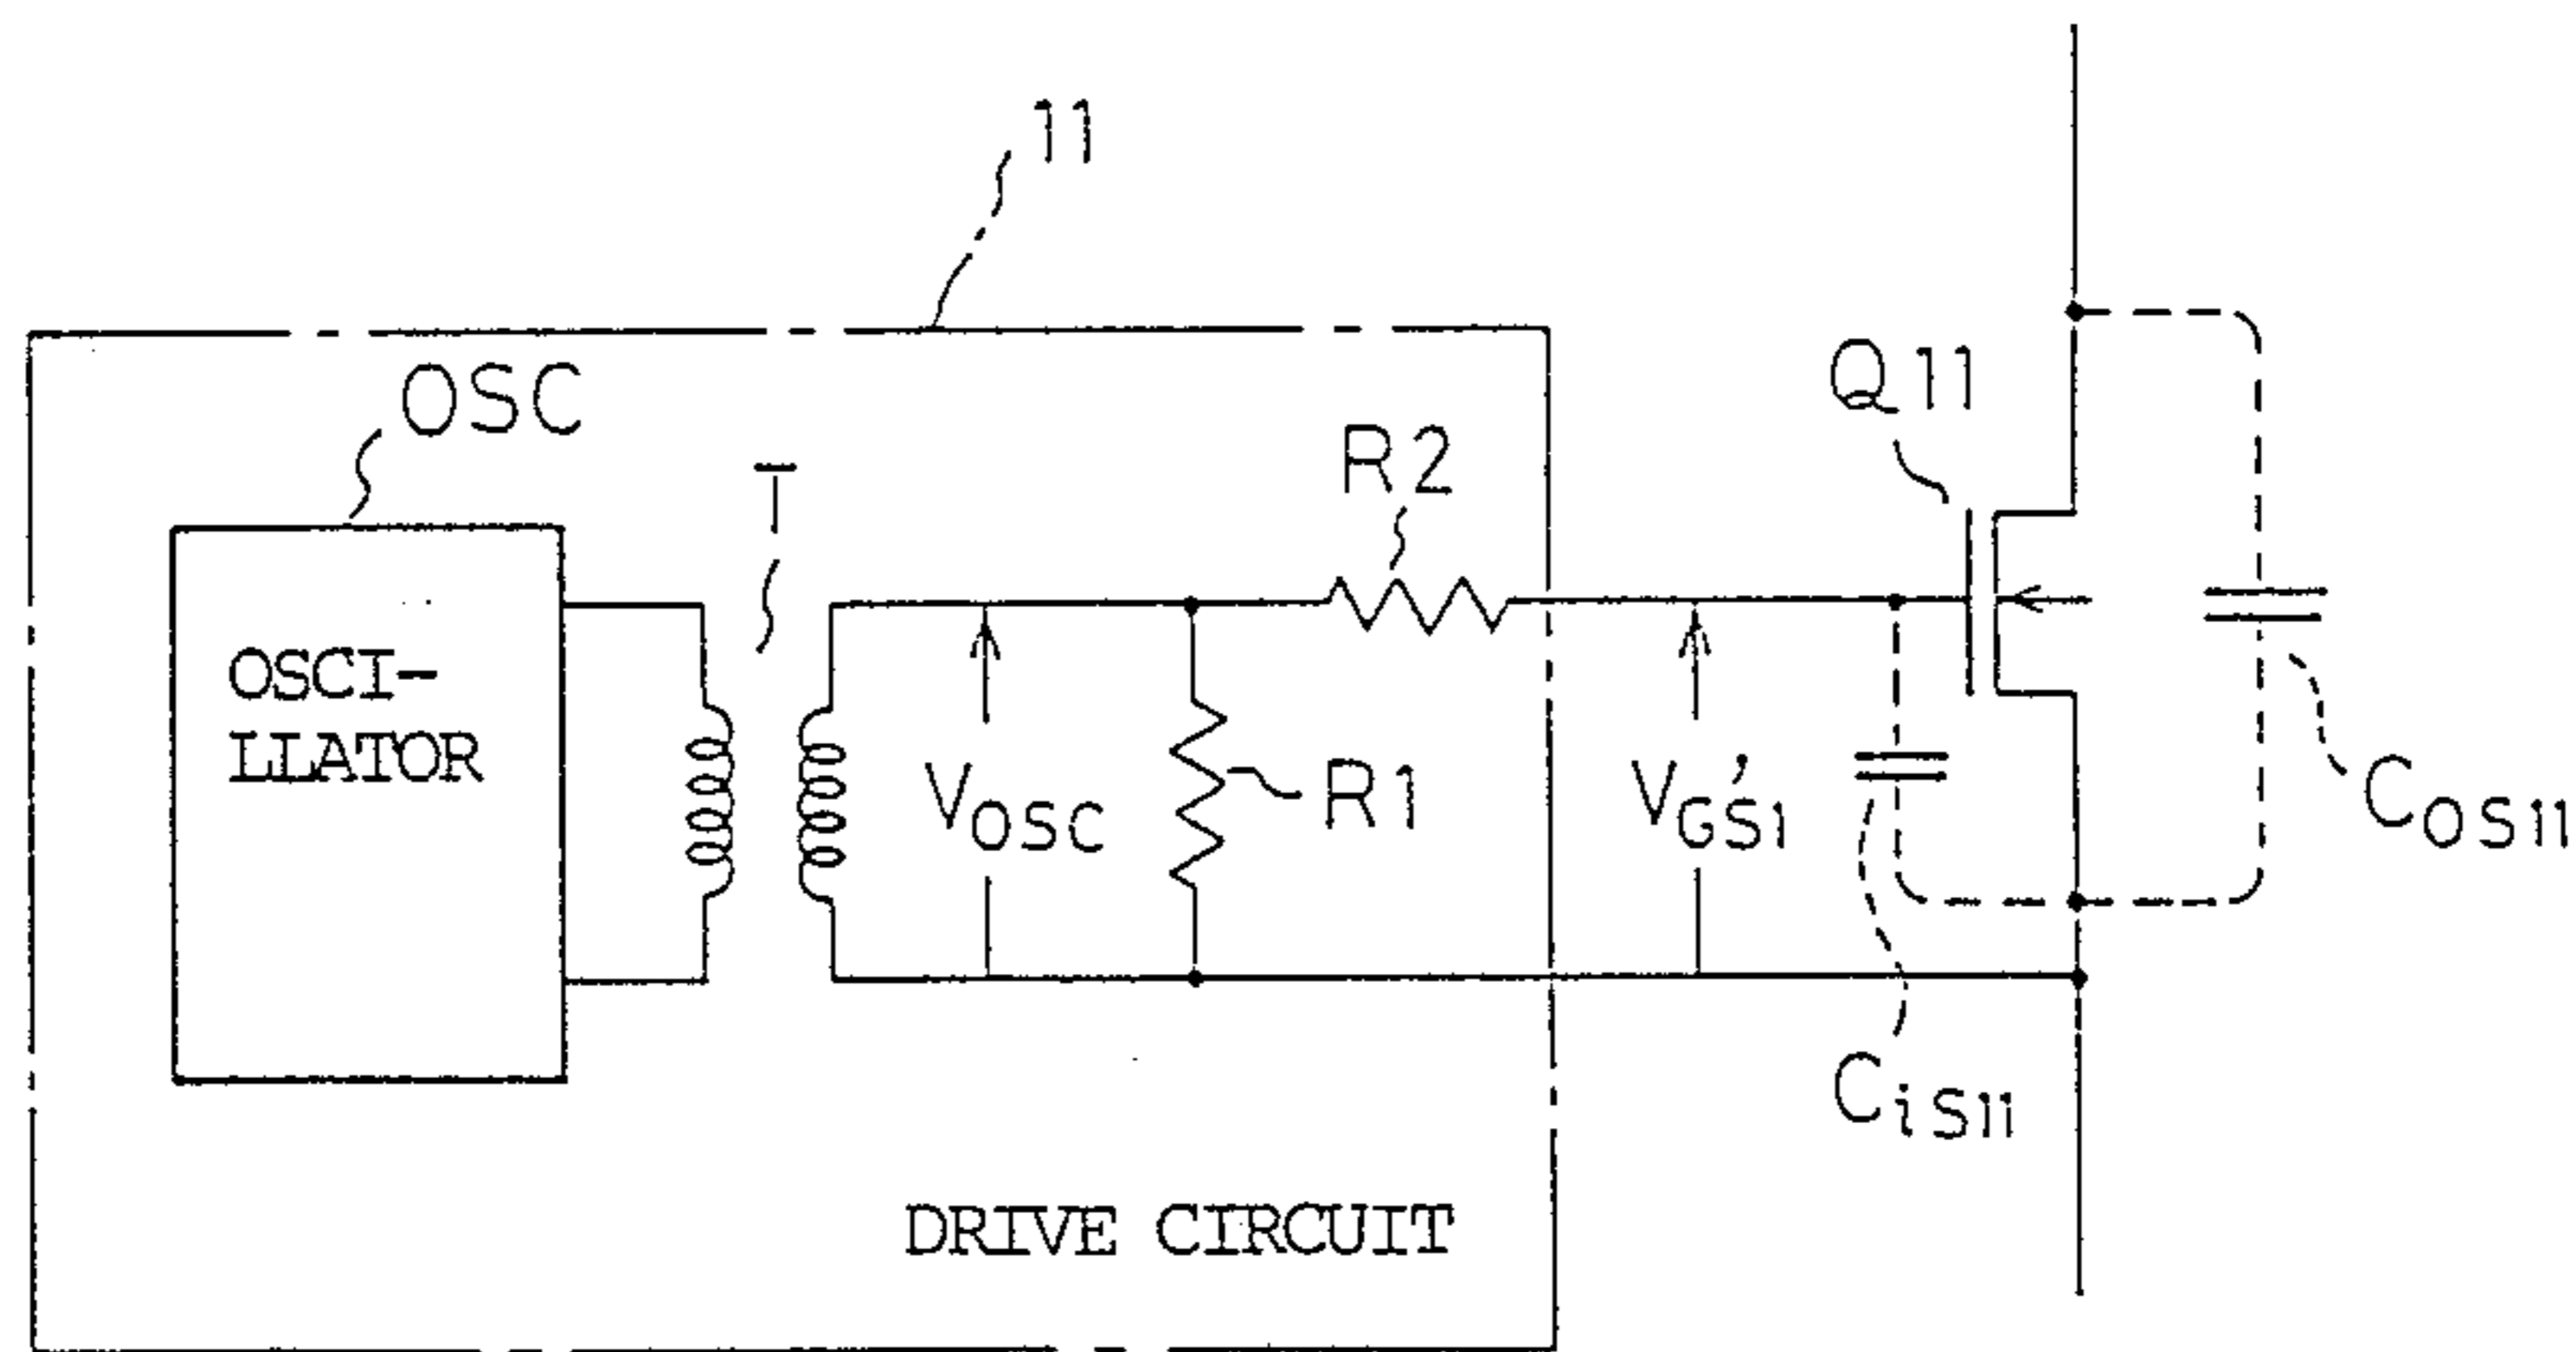 11
OSC
Q11
T
R2
OSCI-
LLATOR
VOSC
R1
V'GS1
COS11
CiS11
DRIVE CIRCUIT